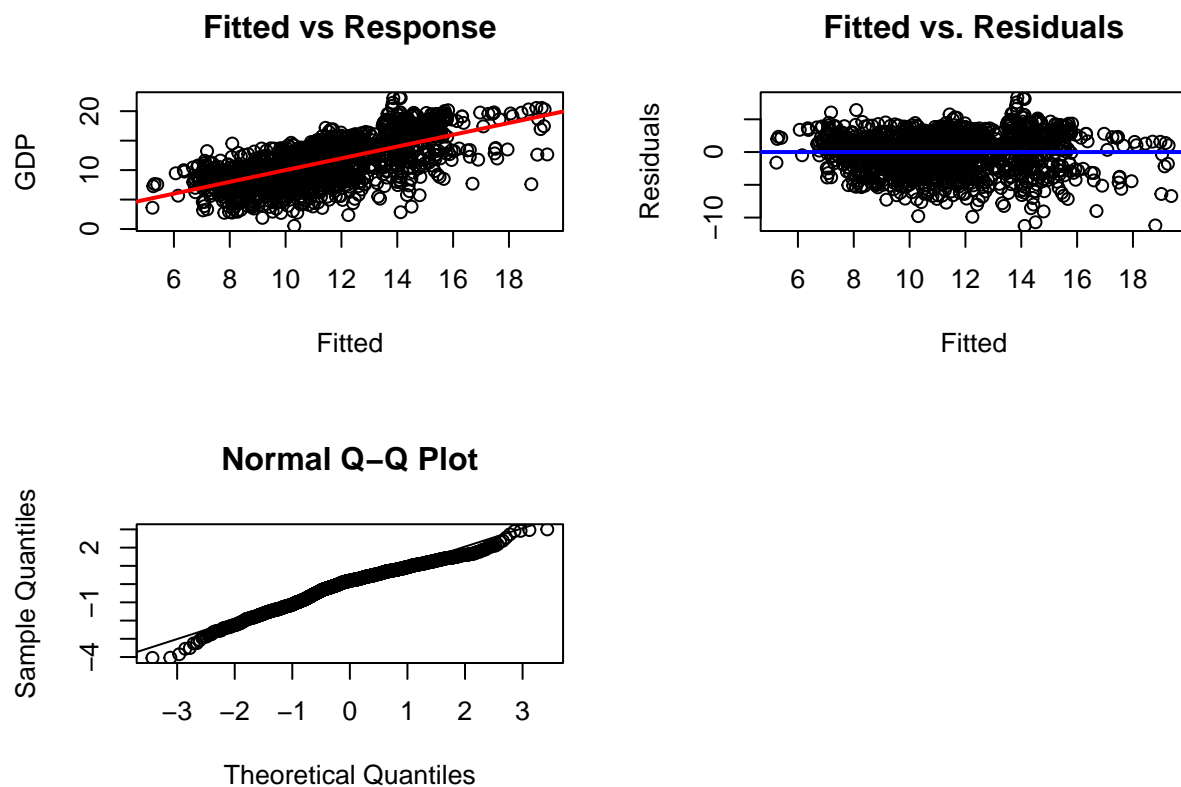 Fitted vs Response
GDP
20
10
0
6 8 10 12 14 16 18
Fitted
Fitted vs. Residuals
Residuals
0
−10
6 8 10 12 14 16 18
Fitted
Normal Q−Q Plot
Sample Quantiles
2
−1
−4
−3 −2 −1 0 1 2 3
Theoretical Quantiles